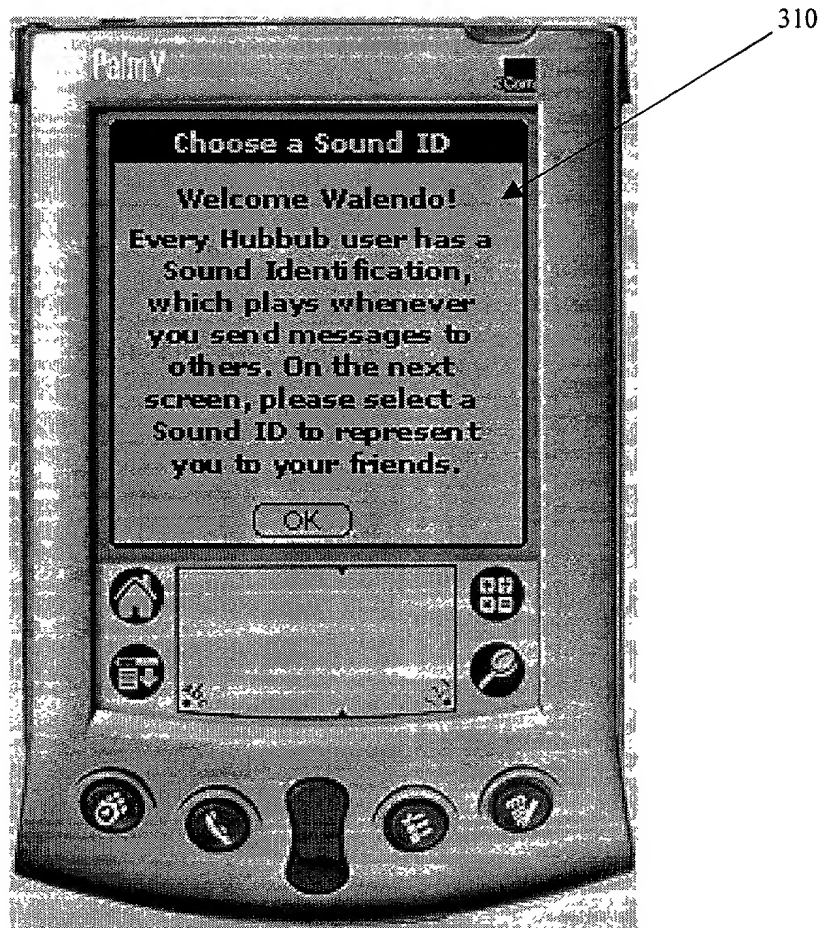 310
Palm V
3Com
Choose a Sound ID
Welcome Walendo!
Every Hubbub user has a
Sound Identification,
which plays whenever
you send messages to
others. On the next
screen, please select a
Sound ID to represent
you to your friends.
OK